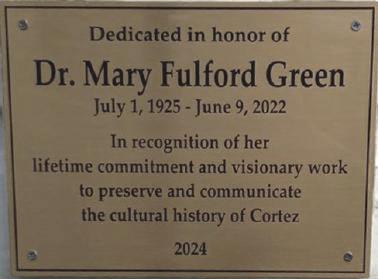 Dedicated in honor of
Dr. Mary Fulford Green
July 1, 1925 - June 9, 2022
In recognition of her
lifetime commitment and visionary work
to preserve and communicate
the cultural history of Cortez
2024